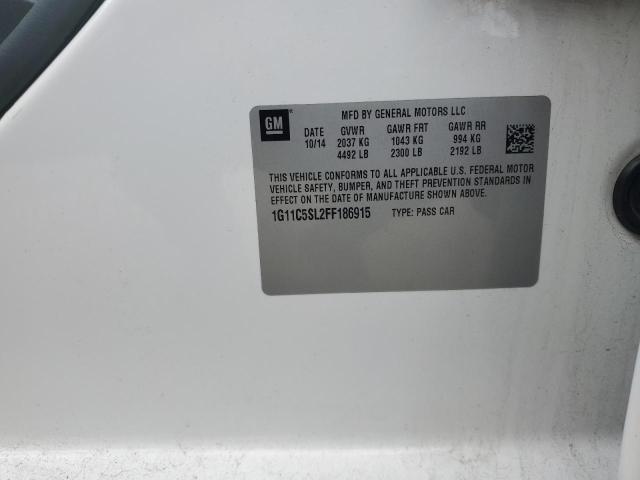 GM
MFD BY GENERAL MOTORS LLC
DATE GVWR GAWR FRT GAWR RR
10/14 2037 KG 1043 KG 994 KG
4492 LB 2300 LB 2192 LB
THIS VEHICLE CONFORMS TO ALL APPLICABLE U.S. FEDERAL MOTOR
VEHICLE SAFETY, BUMPER, AND THEFT PREVENTION STANDARDS IN
EFFECT ON THE DATE OF MANUFACTURE SHOWN ABOVE.
1G11C5SL2FF186915 TYPE: PASS CAR